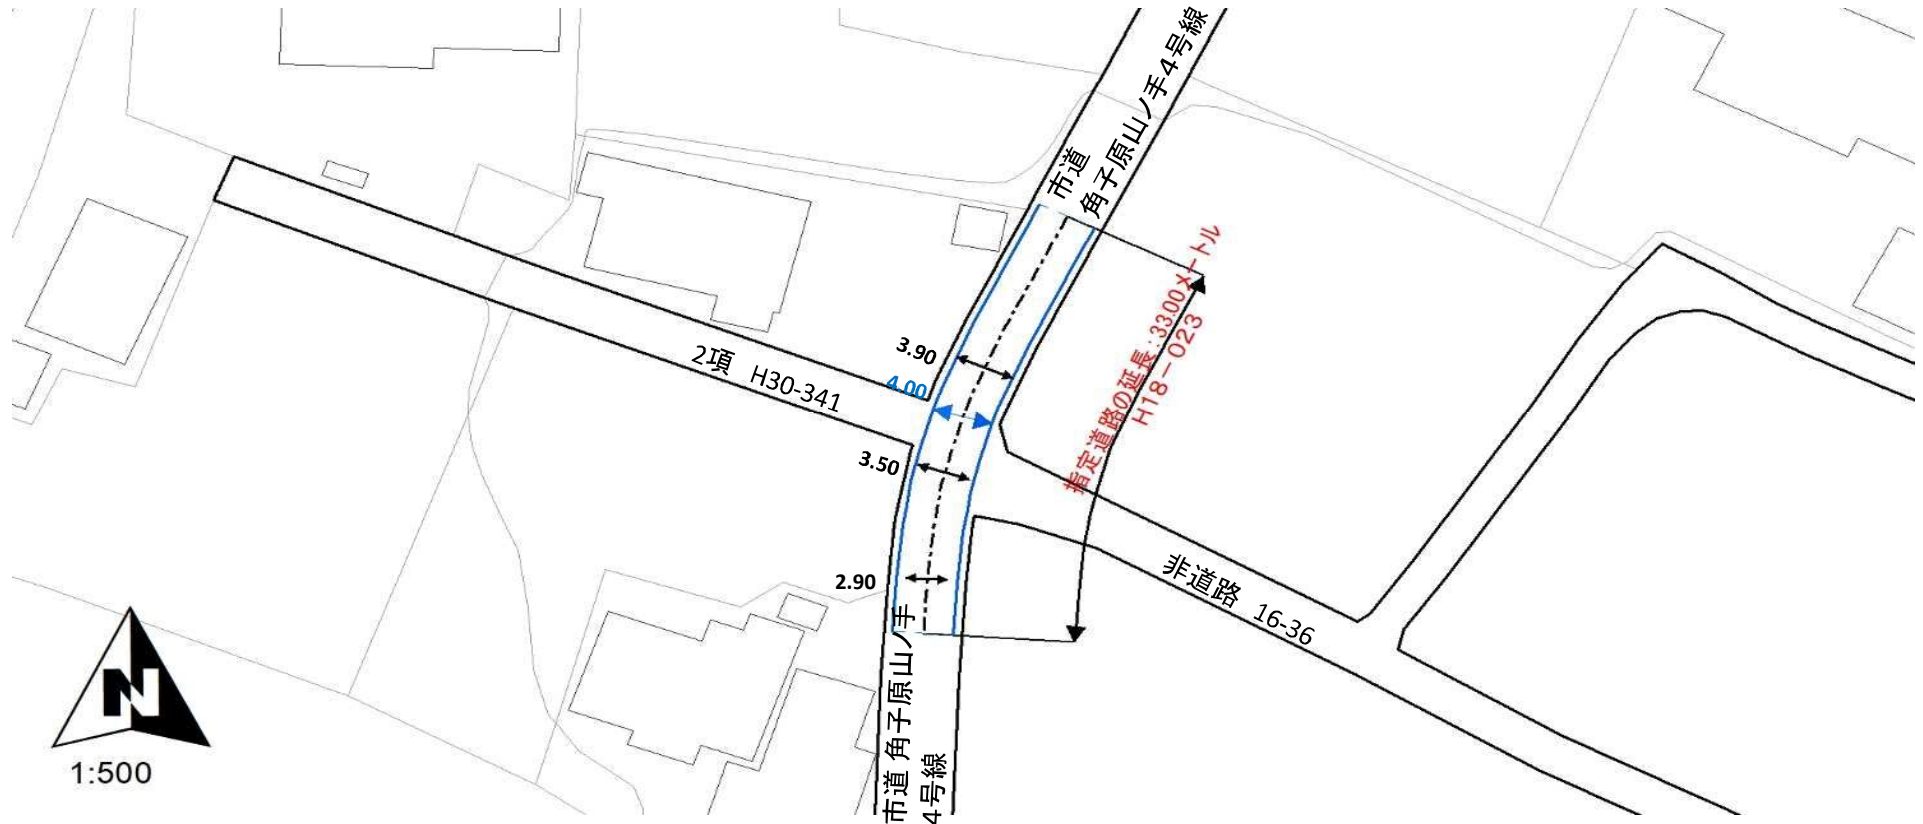 市道
角子原山ノ手4号線
指定道路の延長：33.00メートル
H18－023
3.90
4.00
2項 H30-341
3.50
2.90
非道路 16-36
市道 角子原山ノ手
4号線
N
1:500